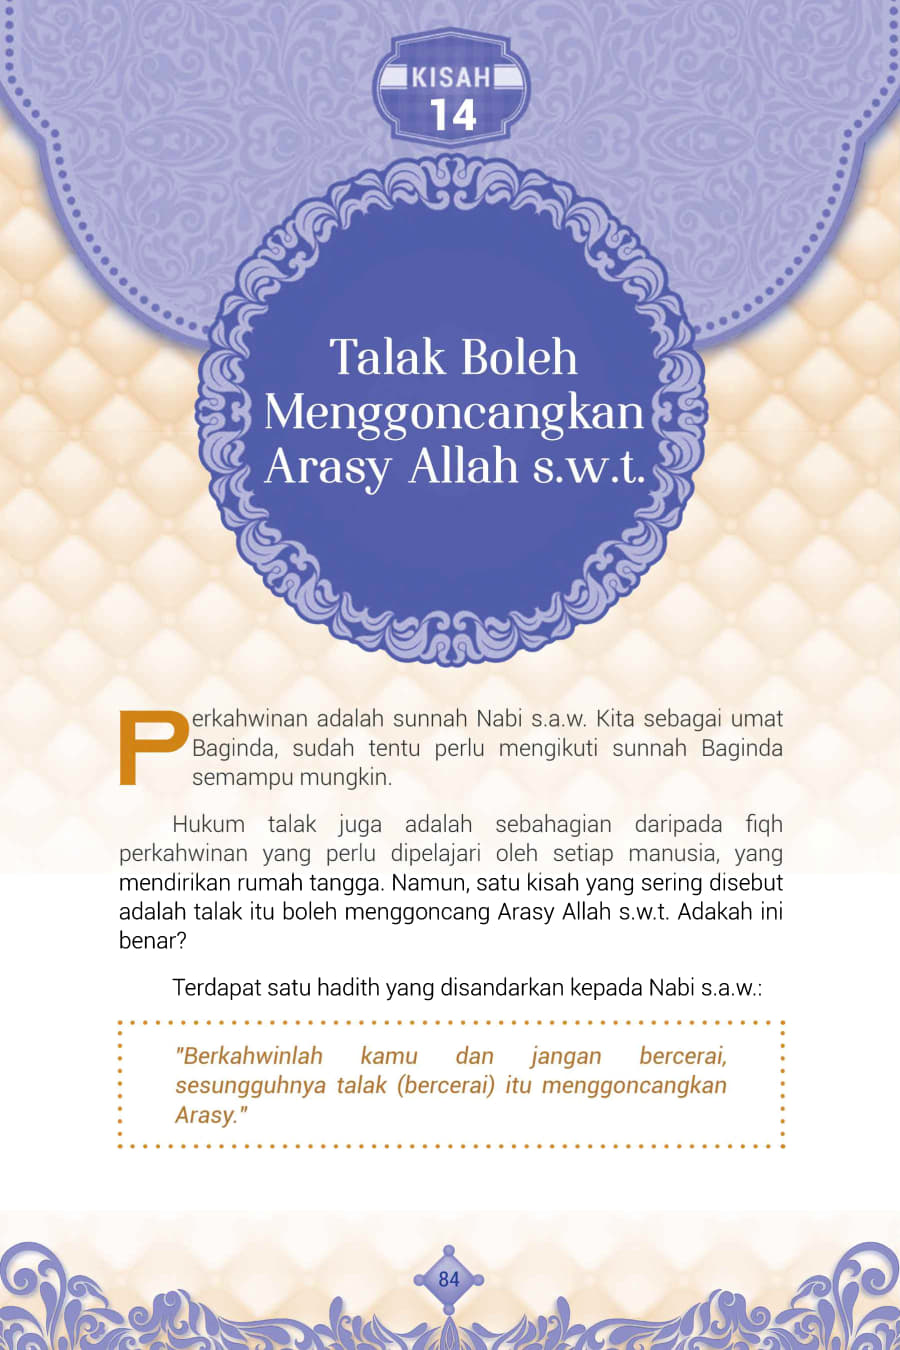 KISAH
14
Talak Boleh
Menggoncangkan
Arasy Allah s.w.t.
Perkahwinan adalah sunnah Nabi s.a.w. Kita sebagai umat
Baginda, sudah tentu perlu mengikuti sunnah Baginda
semampu mungkin.
Hukum talak juga adalah sebahagian daripada fiqh
perkahwinan yang perlu dipelajari oleh setiap manusia, yang
mendirikan rumah tangga. Namun, satu kisah yang sering disebut
adalah talak itu boleh menggoncang Arasy Allah s.w.t. Adakah ini
benar?
Terdapat satu hadith yang disandarkan kepada Nabi s.a.w.:
"Berkahwinlah kamu dan jangan bercerai,
sesungguhnya talak (bercerai) itu menggoncangkan
Arasy."
84